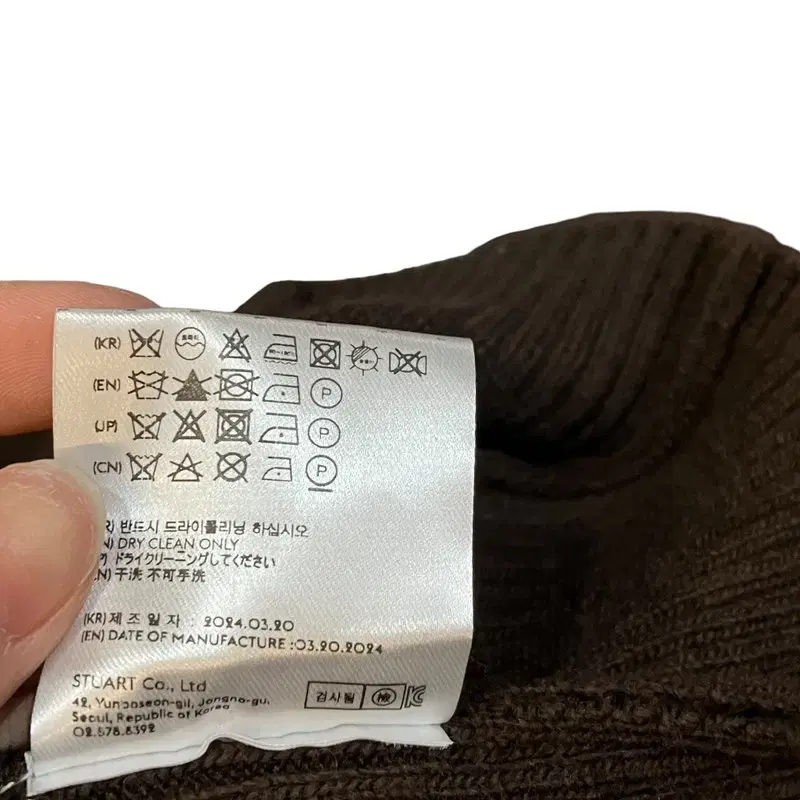 (KR)
(EN) P
(JP) P
(CN) P
반드시 드라이클리닝 하십시오
DRY CLEAN ONLY
ドライクリーニングしてください
干洗 不可手洗
(KR) 제 조 일 자 : 2024.03.20
(EN) DATE OF MANUFACTURE :03.20.2024
STUART Co., Ltd
42, Yunboseon-gil, Jongno-gu,
Seoul, Republic of Korea
02.578.8392
검사필 檢